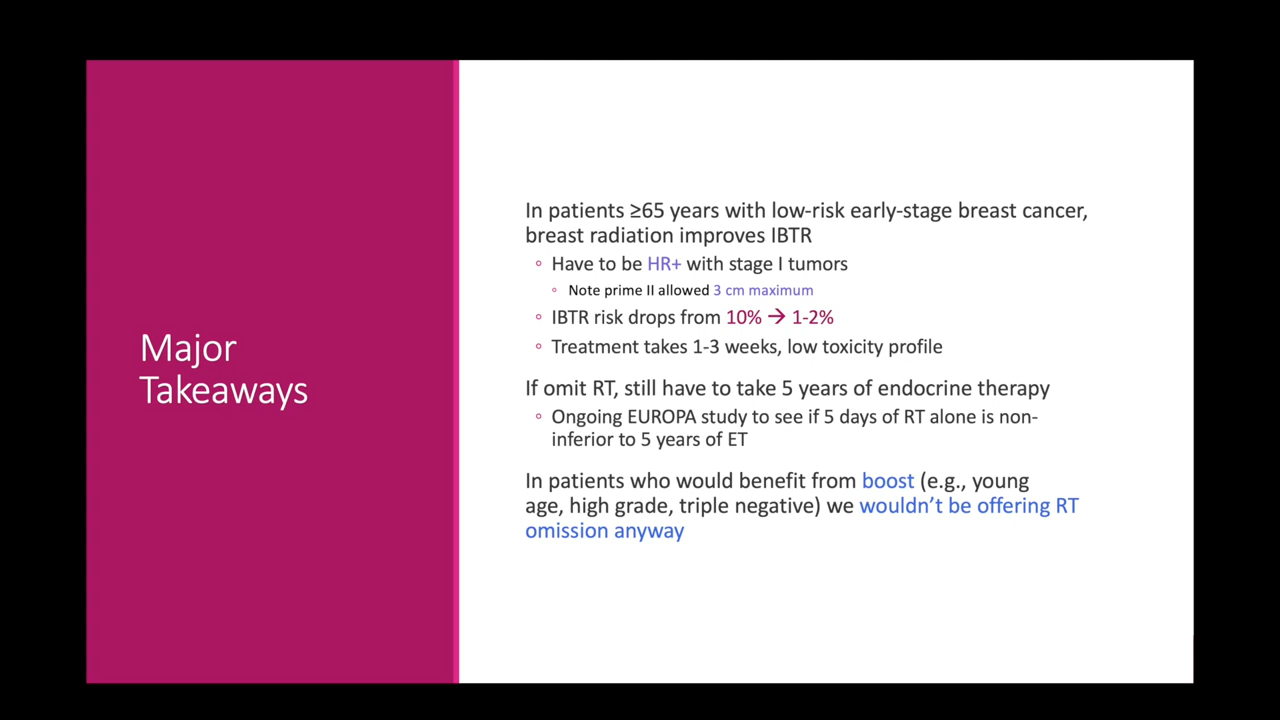 Major
Takeaways
In patients ≥65 years with low-risk early-stage breast cancer,
breast radiation improves IBTR
◦ Have to be HR+ with stage I tumors
◦ Note prime II allowed 3 cm maximum
◦ IBTR risk drops from 10% → 1-2%
◦ Treatment takes 1-3 weeks, low toxicity profile
If omit RT, still have to take 5 years of endocrine therapy
◦ Ongoing EUROPA study to see if 5 days of RT alone is non-
inferior to 5 years of ET
In patients who would benefit from boost (e.g., young
age, high grade, triple negative) we wouldn’t be offering RT
omission anyway